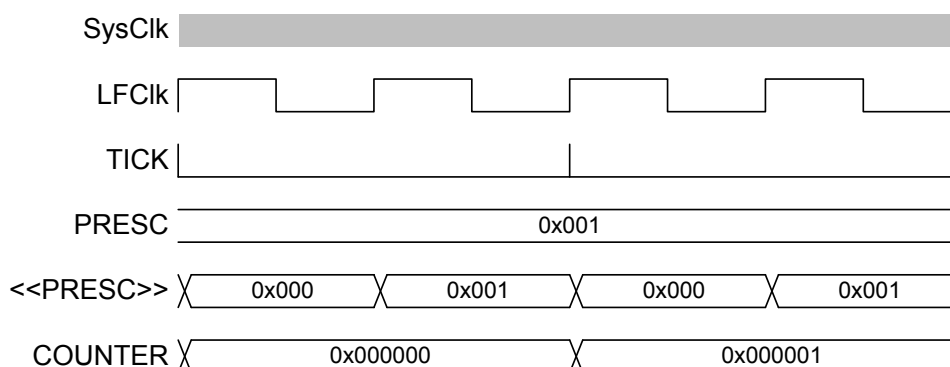 SysClk
LFClk
TICK
PRESC 0x001
<<PRESC>> 0x000 0x001 0x000 0x001
COUNTER 0x000000 0x000001